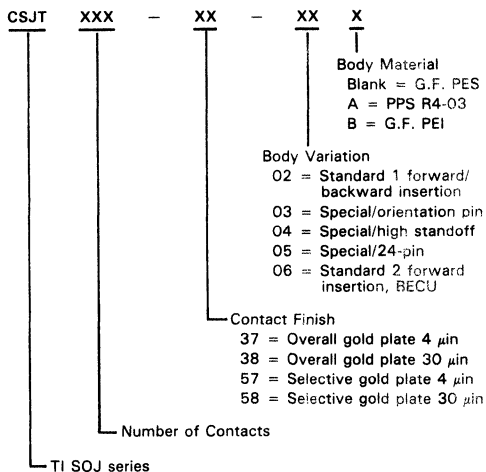 CSJT XXX – XX – XX X
Body Material
Blank = G.F. PES
A = PPS R4-03
B = G.F. PEI
Body Variation
02 = Standard 1 forward/
backward insertion
03 = Special/orientation pin
04 = Special/high standoff
05 = Special/24-pin
06 = Standard 2 forward
insertion, BECU
Contact Finish
37 = Overall gold plate 4 μin
38 = Overall gold plate 30 μin
57 = Selective gold plate 4 μin
58 = Selective gold plate 30 μin
Number of Contacts
TI SOJ series